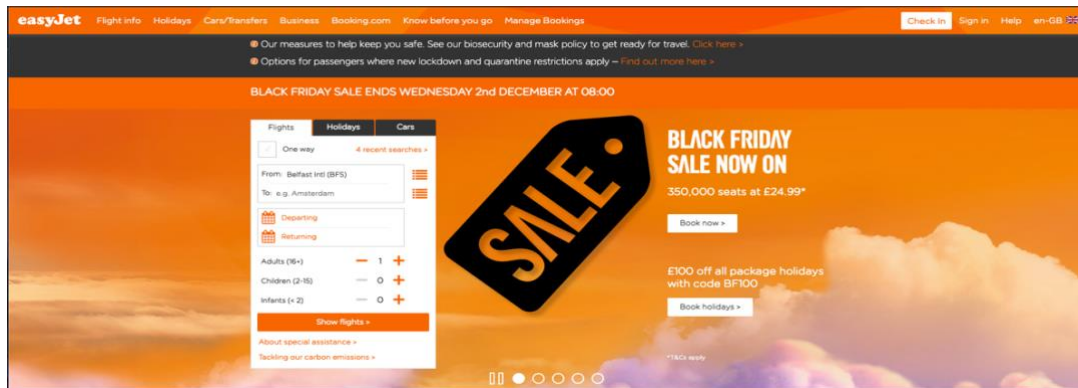 easyJet Flight info Holidays Cars/Transfers Business Booking.com Know before you go Manage Bookings Check In Sign in Help en-GB
Our measures to help keep you safe. See our biosecurity and mask policy to get ready for travel. Click here »
Options for passengers where new lockdown and quarantine restrictions apply – Find out more here »
BLACK FRIDAY SALE ENDS WEDNESDAY 2nd DECEMBER AT 08:00
Flights Holidays Cars
One way 4 recent searches »
From: Belfast Intl (BFS)
To: e.g. Amsterdam
Departing
Returning
Adults (16+) 1
Children (2-15) 0
Infants (< 2) 0
Show flights »
About special assistance »
Tackling our carbon emissions »
SALE
BLACK FRIDAY
SALE NOW ON
350,000 seats at £24.99*
Book now »
£100 off all package holidays
with code BF100
Book holidays »
*T&Cs apply